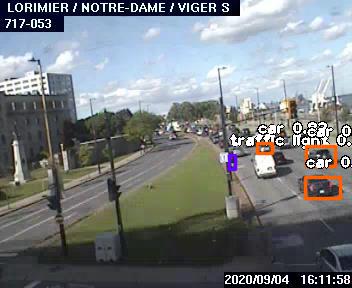 LORIMIER / NOTRE-DAME / VIGER S
717-053
car 0.82
car 0.
traffic light 0.
car 0.
2020/09/04 16:11:58